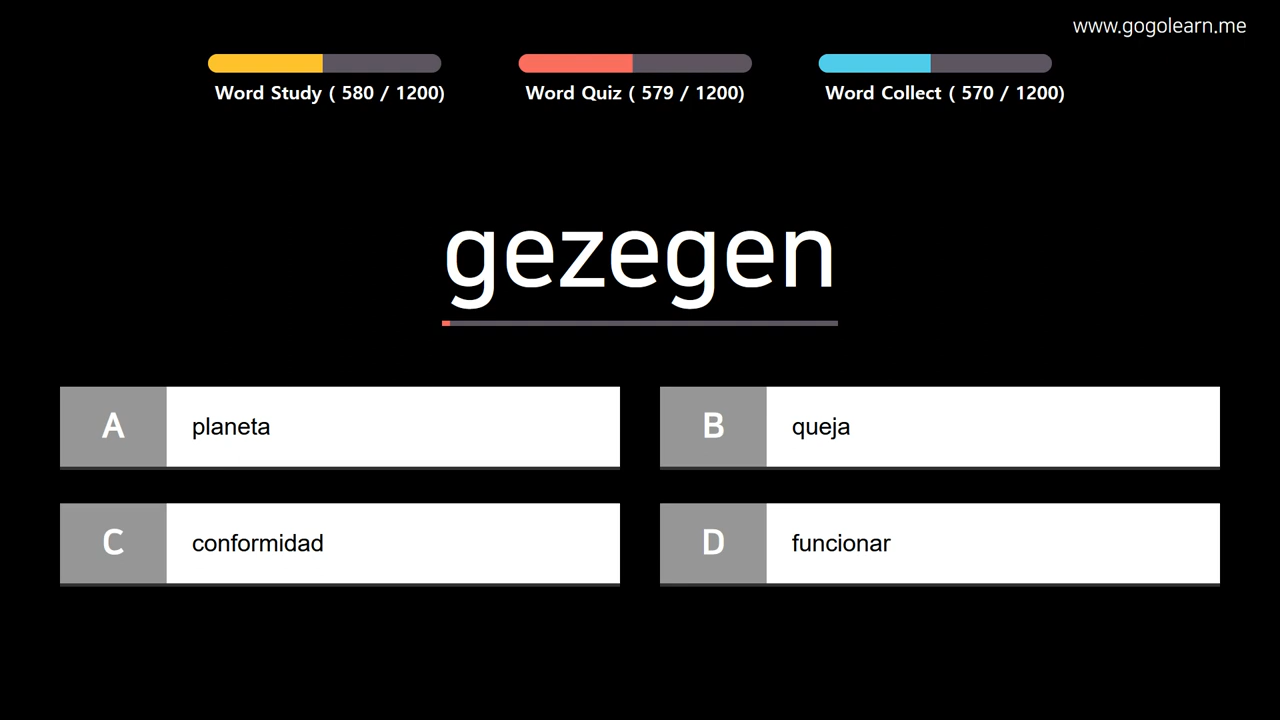 www.gogolearn.me
Word Study ( 580 / 1200)
Word Quiz ( 579 / 1200)
Word Collect ( 570 / 1200)
gezegen
A planeta
B queja
C conformidad
D funcionar